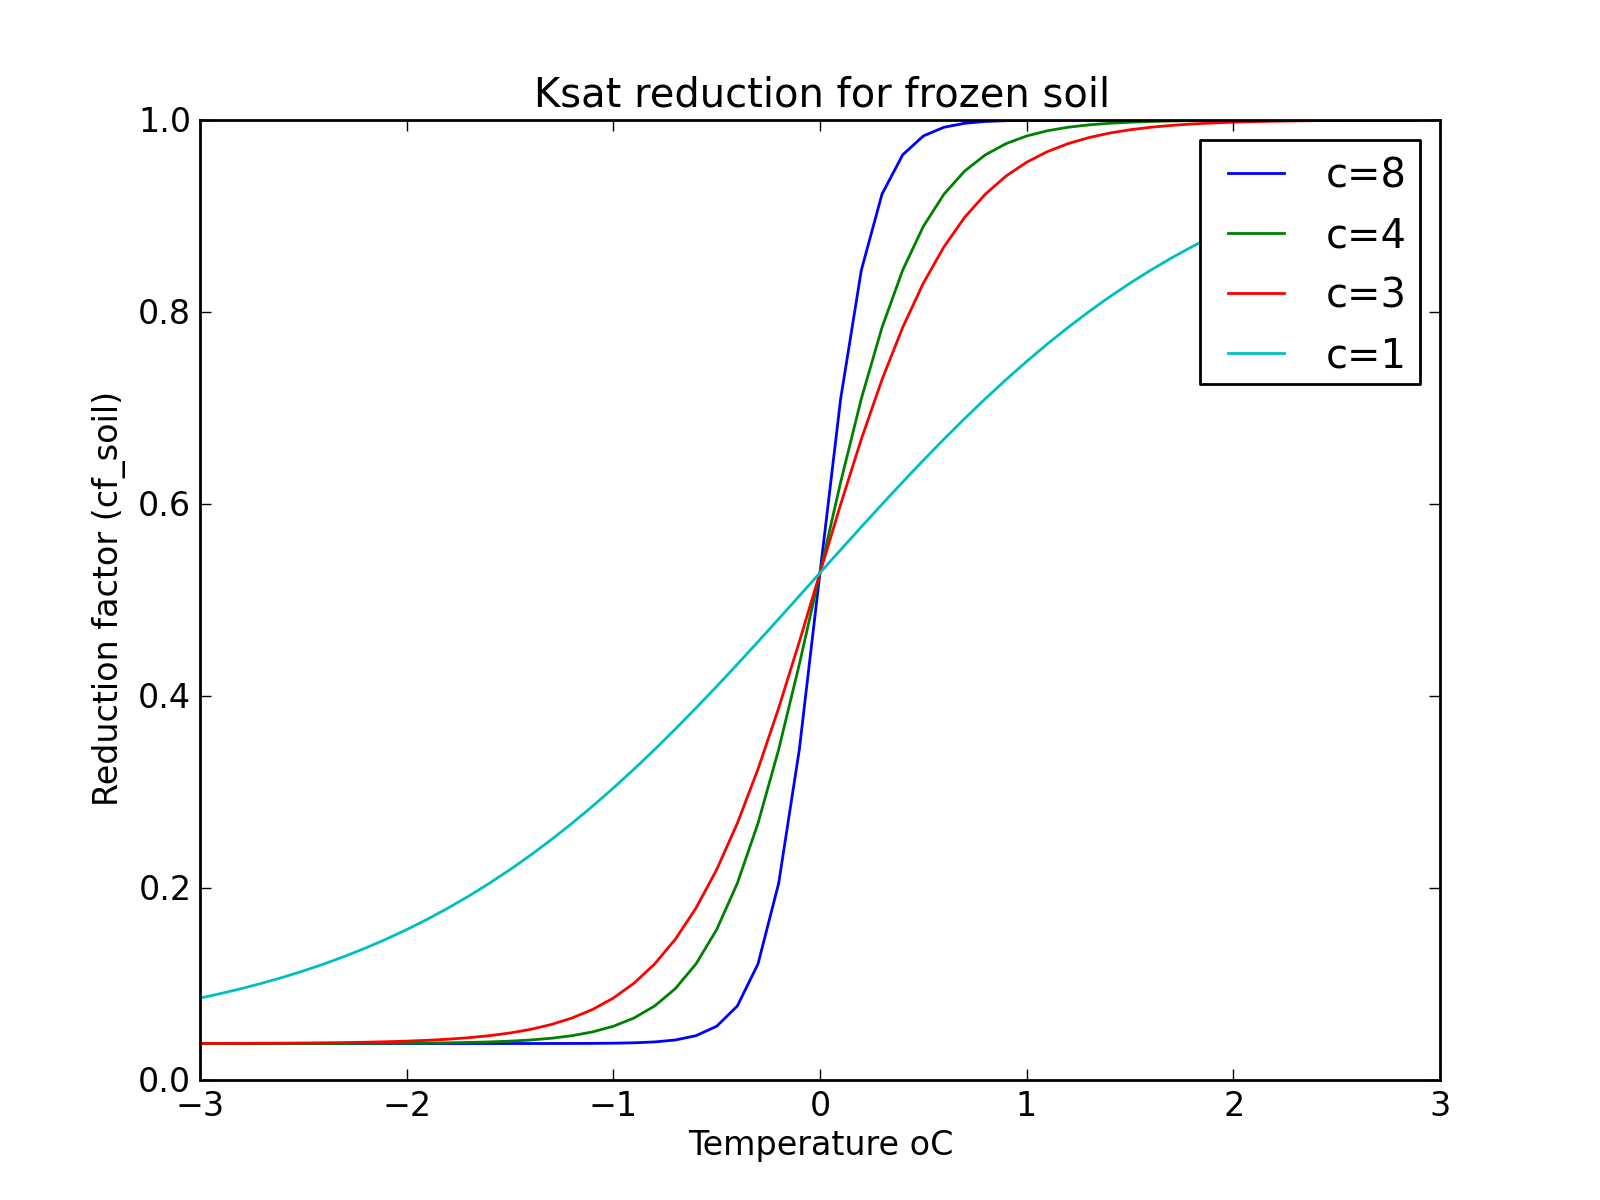 Ksat reduction for frozen soil
1.0
0.8
0.6
0.4
0.2
0.0
Reduction factor (cf_soil)
c=8
c=4
c=3
c=1
−3 −2 −1 0 1 2 3
Temperature oC